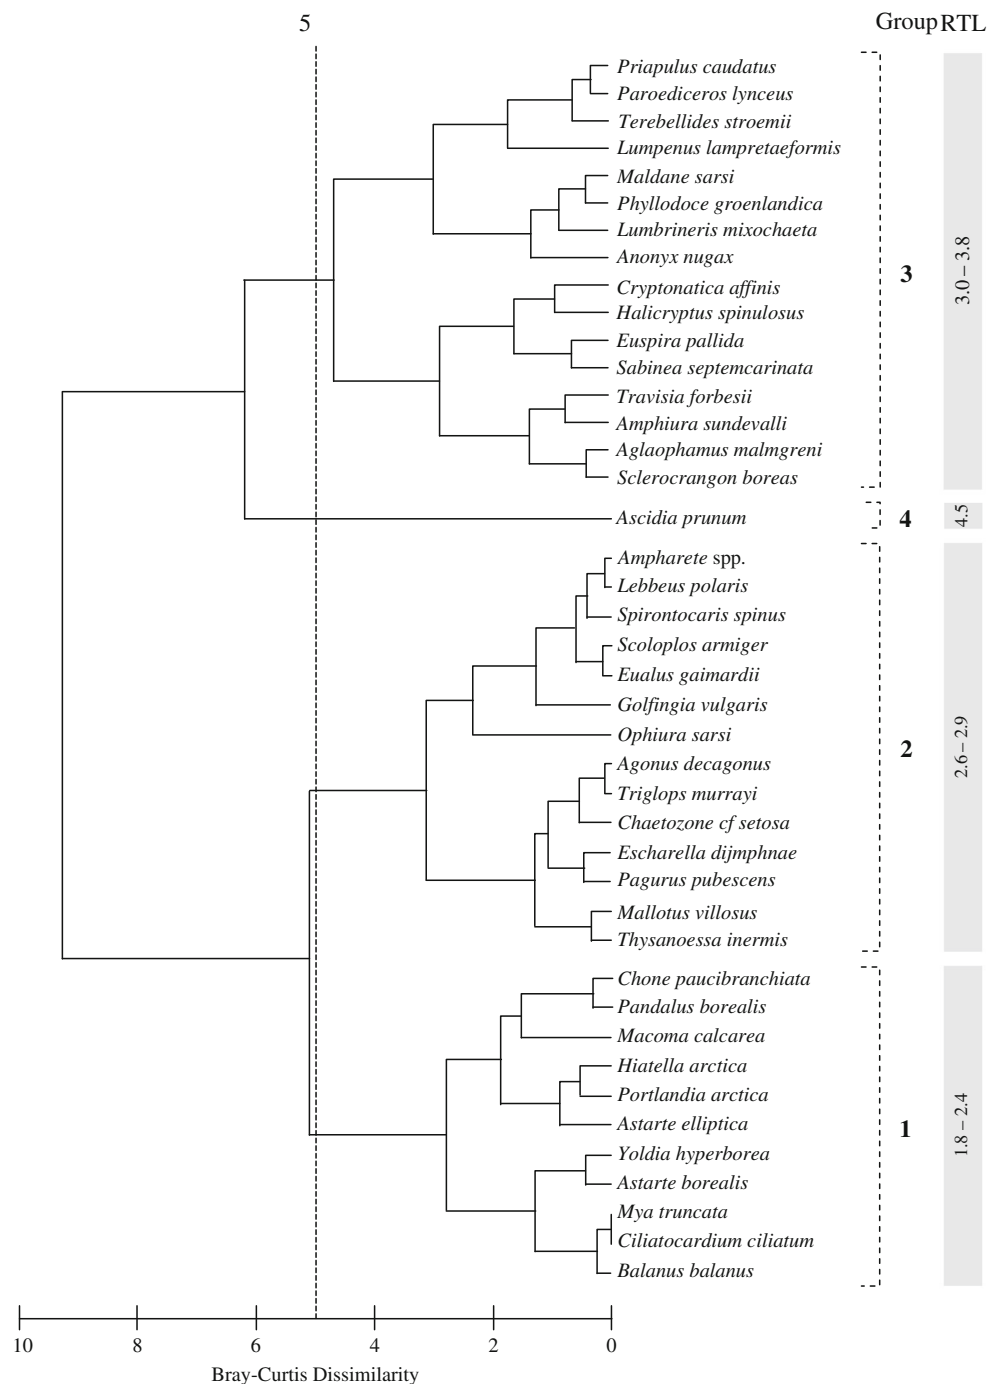 5 Group RTL
Priapulus caudatus
Paroediceros lynceus
Terebellides stroemii
Lumpenus lampretaeformis
Maldane sarsi
Phyllodoce groenlandica
Lumbrineris mixochaeta
Anonyx nugax
Cryptonatica affinis
Halicryptus spinulosus
Euspira pallida
Sabinea septemcarinata
Travisia forbesii
Amphiura sundevalli
Aglaophamus malmgreni
Sclerocrangon boreas
3
3.0 – 3.8
Ascidia prunum
4
4.5
Ampharete spp.
Lebbeus polaris
Spirontocaris spinus
Scoloplos armiger
Eualus gaimardii
Golfingia vulgaris
Ophiura sarsi
Agonus decagonus
Triglops murrayi
Chaetozone cf setosa
Escharella dijmphnae
Pagurus pubescens
Mallotus villosus
Thysanoessa inermis
2
2.6 – 2.9
Chone paucibranchiata
Pandalus borealis
Macoma calcarea
Hiatella arctica
Portlandia arctica
Astarte elliptica
Yoldia hyperborea
Astarte borealis
Mya truncata
Ciliatocardium ciliatum
Balanus balanus
1
1.8 – 2.4
10 8 6 4 2 0
Bray-Curtis Dissimilarity